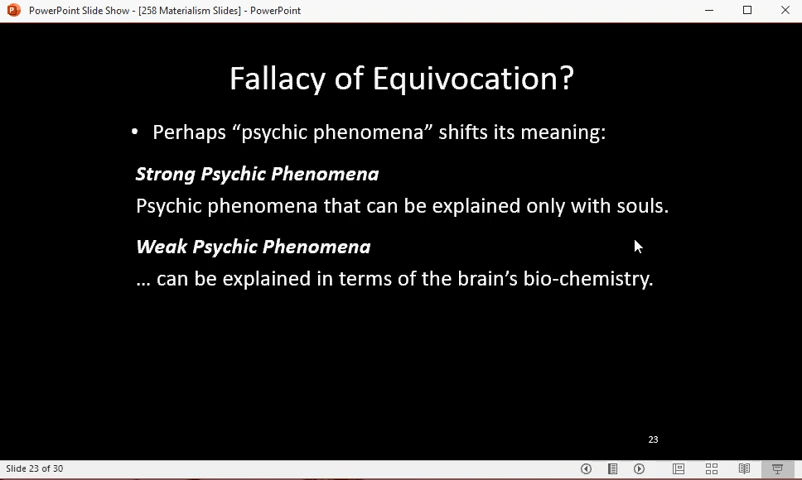 PowerPoint Slide Show - [258 Materialism Slides] - PowerPoint
Fallacy of Equivocation?
• Perhaps “psychic phenomena” shifts its meaning:
Strong Psychic Phenomena
Psychic phenomena that can be explained only with souls.
Weak Psychic Phenomena
… can be explained in terms of the brain’s bio-chemistry.
23
Slide 23 of 30